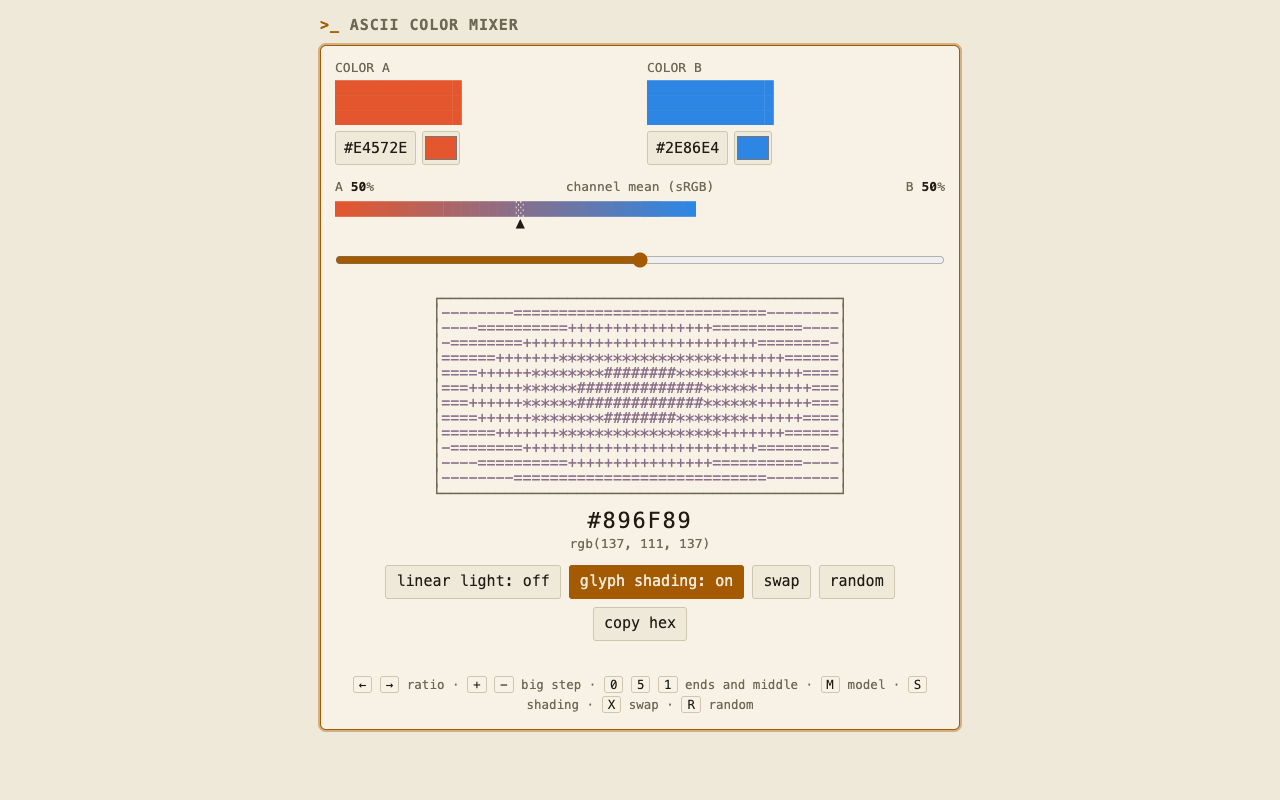 >_ ASCII COLOR MIXER
COLOR A
COLOR B
#E4572E
#2E86E4
A 50%
channel mean (sRGB)
B 50%
▲
#896F89
rgb(137, 111, 137)
linear light: off
glyph shading: on
swap
random
copy hex
← → ratio · + − big step · 0 5 1 ends and middle · M model · S
shading · X swap · R random